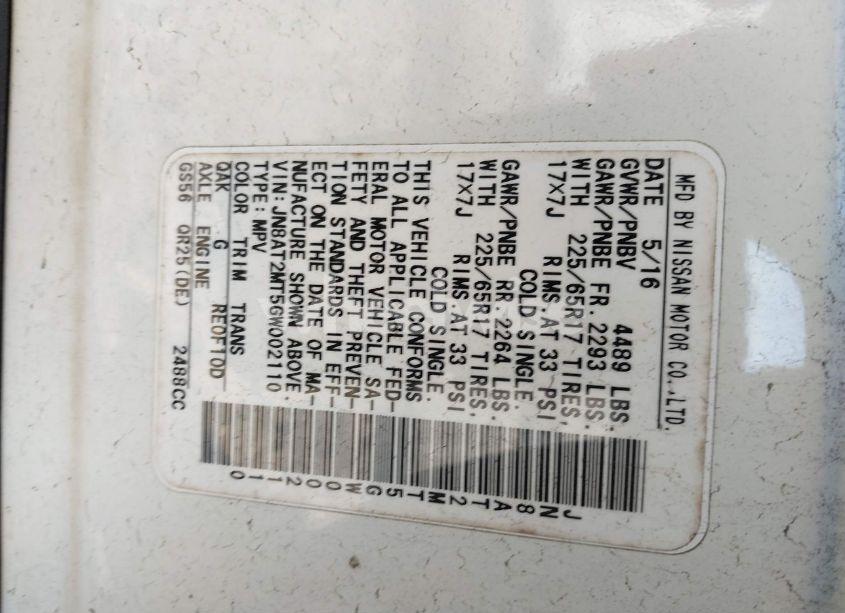 MFD BY NISSAN MOTOR CO.,LTD.
DATE 5/16
GVWR/PNBV 4489 LBS.
GAWR/PNBE FR. 2293 LBS.
WITH 225/65R17 TIRES,
17X7J RIMS.AT 33 PSI
COLD SINGLE.
GAWR/PNBE RR. 2264 LBS.
WITH 225/65R17 TIRES,
17X7J RIMS.AT 33 PSI
COLD SINGLE.
THIS VEHICLE CONFORMS
TO ALL APPLICABLE FED-
ERAL MOTOR VEHICLE SA-
FETY AND THEFT PREVEN-
TION STANDARDS IN EFF-
ECT ON THE DATE OF MA-
NUFACTURE SHOWN ABOVE.
VIN:JN8AT2MT5GW002110
TYPE:MPV
COLOR TRIM TRANS
QAK G RE0F10D
AXLE ENGINE
GS56 QR25(DE) 2488CC
JN8AT2MT5GW002110